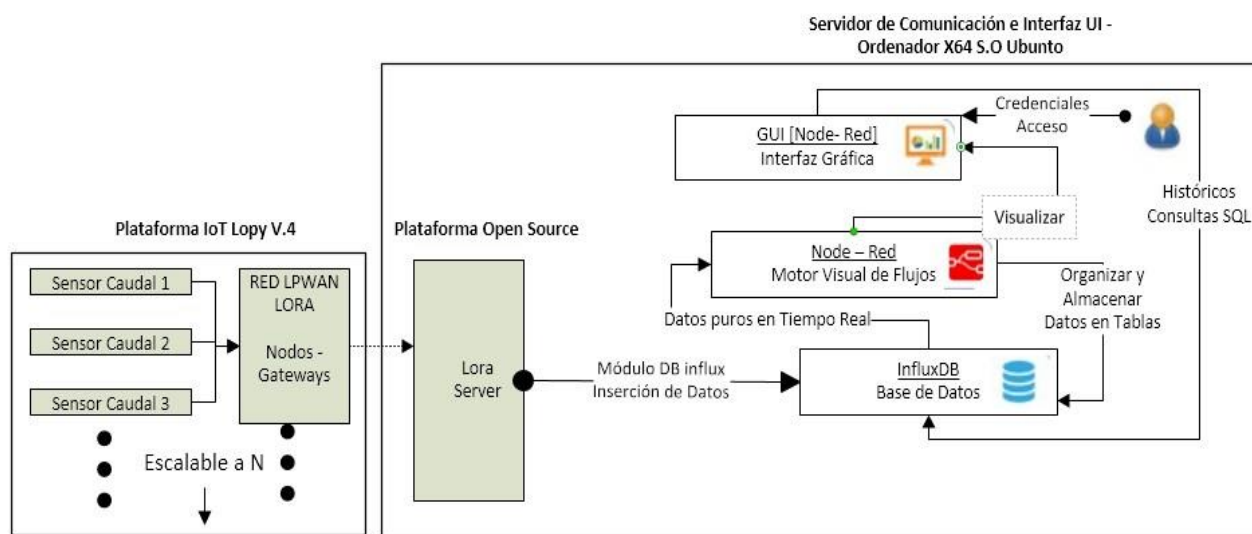 Servidor de Comunicación e Interfaz UI -
Ordenador X64 S.O Ubunto
Plataforma IoT Lopy V.4
Sensor Caudal 1
Sensor Caudal 2
Sensor Caudal 3
RED LPWAN
LORA
Nodos -
Gateways
Escalable a N
Plataforma Open Source
Lora
Server
Módulo DB influx
Inserción de Datos
GUI [Node- Red]
Interfaz Gráfica
Credenciales
Acceso
Históricos
Consultas SQL
Visualizar
Node – Red
Motor Visual de Flujos
Organizar y
Almacenar
Datos en Tablas
Datos puros en Tiempo Real
InfluxDB
Base de Datos